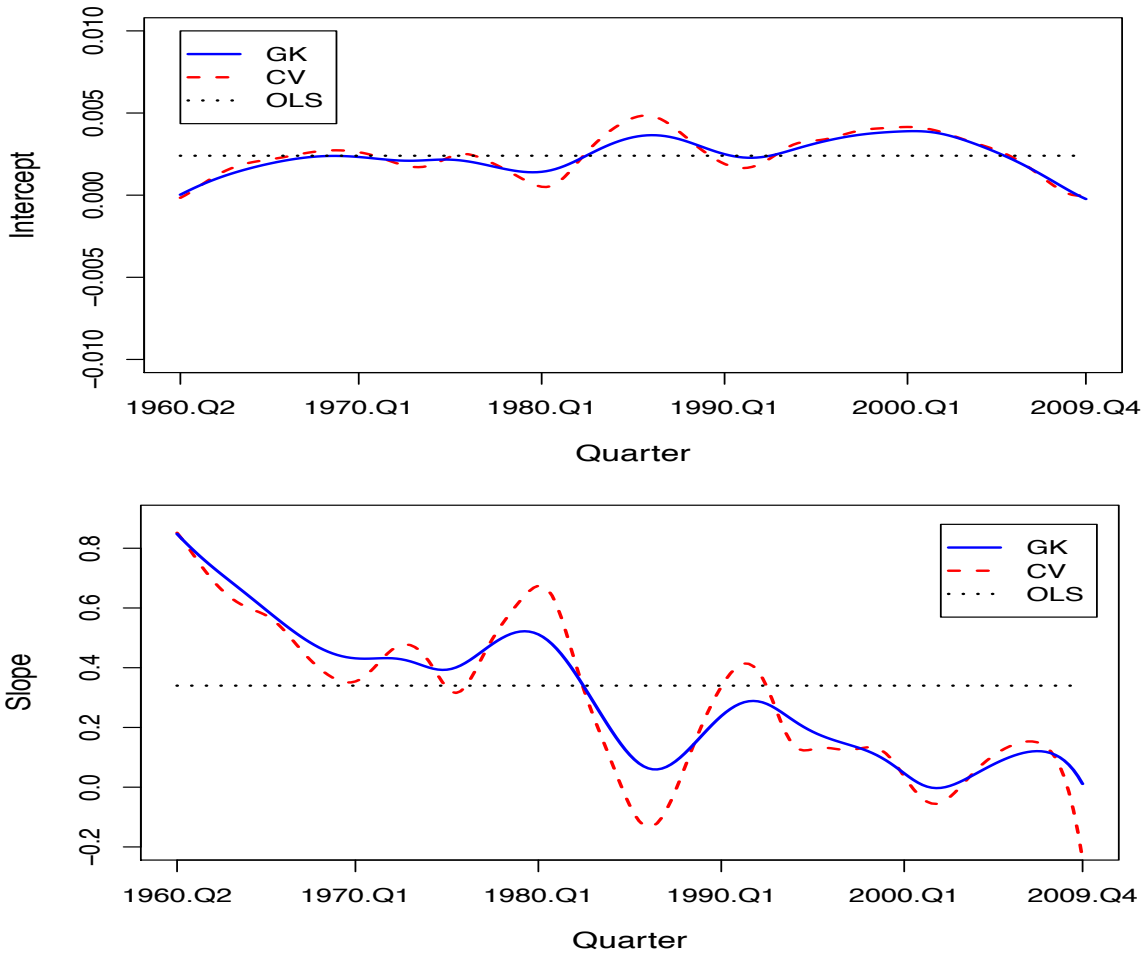 GK
CV
OLS
0.010
0.005
0.000
−0.005
−0.010
Intercept
1960.Q2
1970.Q1
1980.Q1
1990.Q1
2000.Q1
2009.Q4
Quarter
GK
CV
OLS
0.8
0.6
0.4
0.2
0.0
−0.2
Slope
1960.Q2
1970.Q1
1980.Q1
1990.Q1
2000.Q1
2009.Q4
Quarter